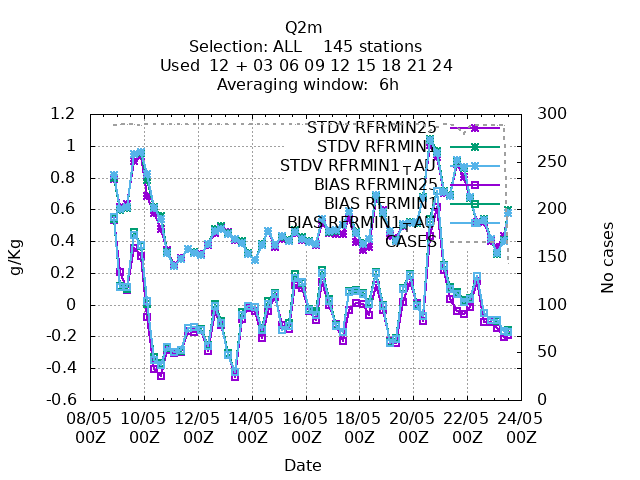 Q2m
Selection: ALL 145 stations
Used 12 + 03 06 09 12 15 18 21 24
Averaging window: 6h
1.2
1
0.8
0.6
0.4
0.2
0
-0.2
-0.4
-0.6
g/Kg
STDV RFRMIN25
STDV RFRMIN1
STDV RFRMIN1_AU
BIAS RFRMIN25
BIAS RFRMIN1
BIAS RFRMIN1_AU
CASES
300
250
200
150
100
50
0
No cases
08/05 10/05 12/05 14/05 16/05 18/05 20/05 22/05 24/05
00Z 00Z 00Z 00Z 00Z 00Z 00Z 00Z 00Z
Date